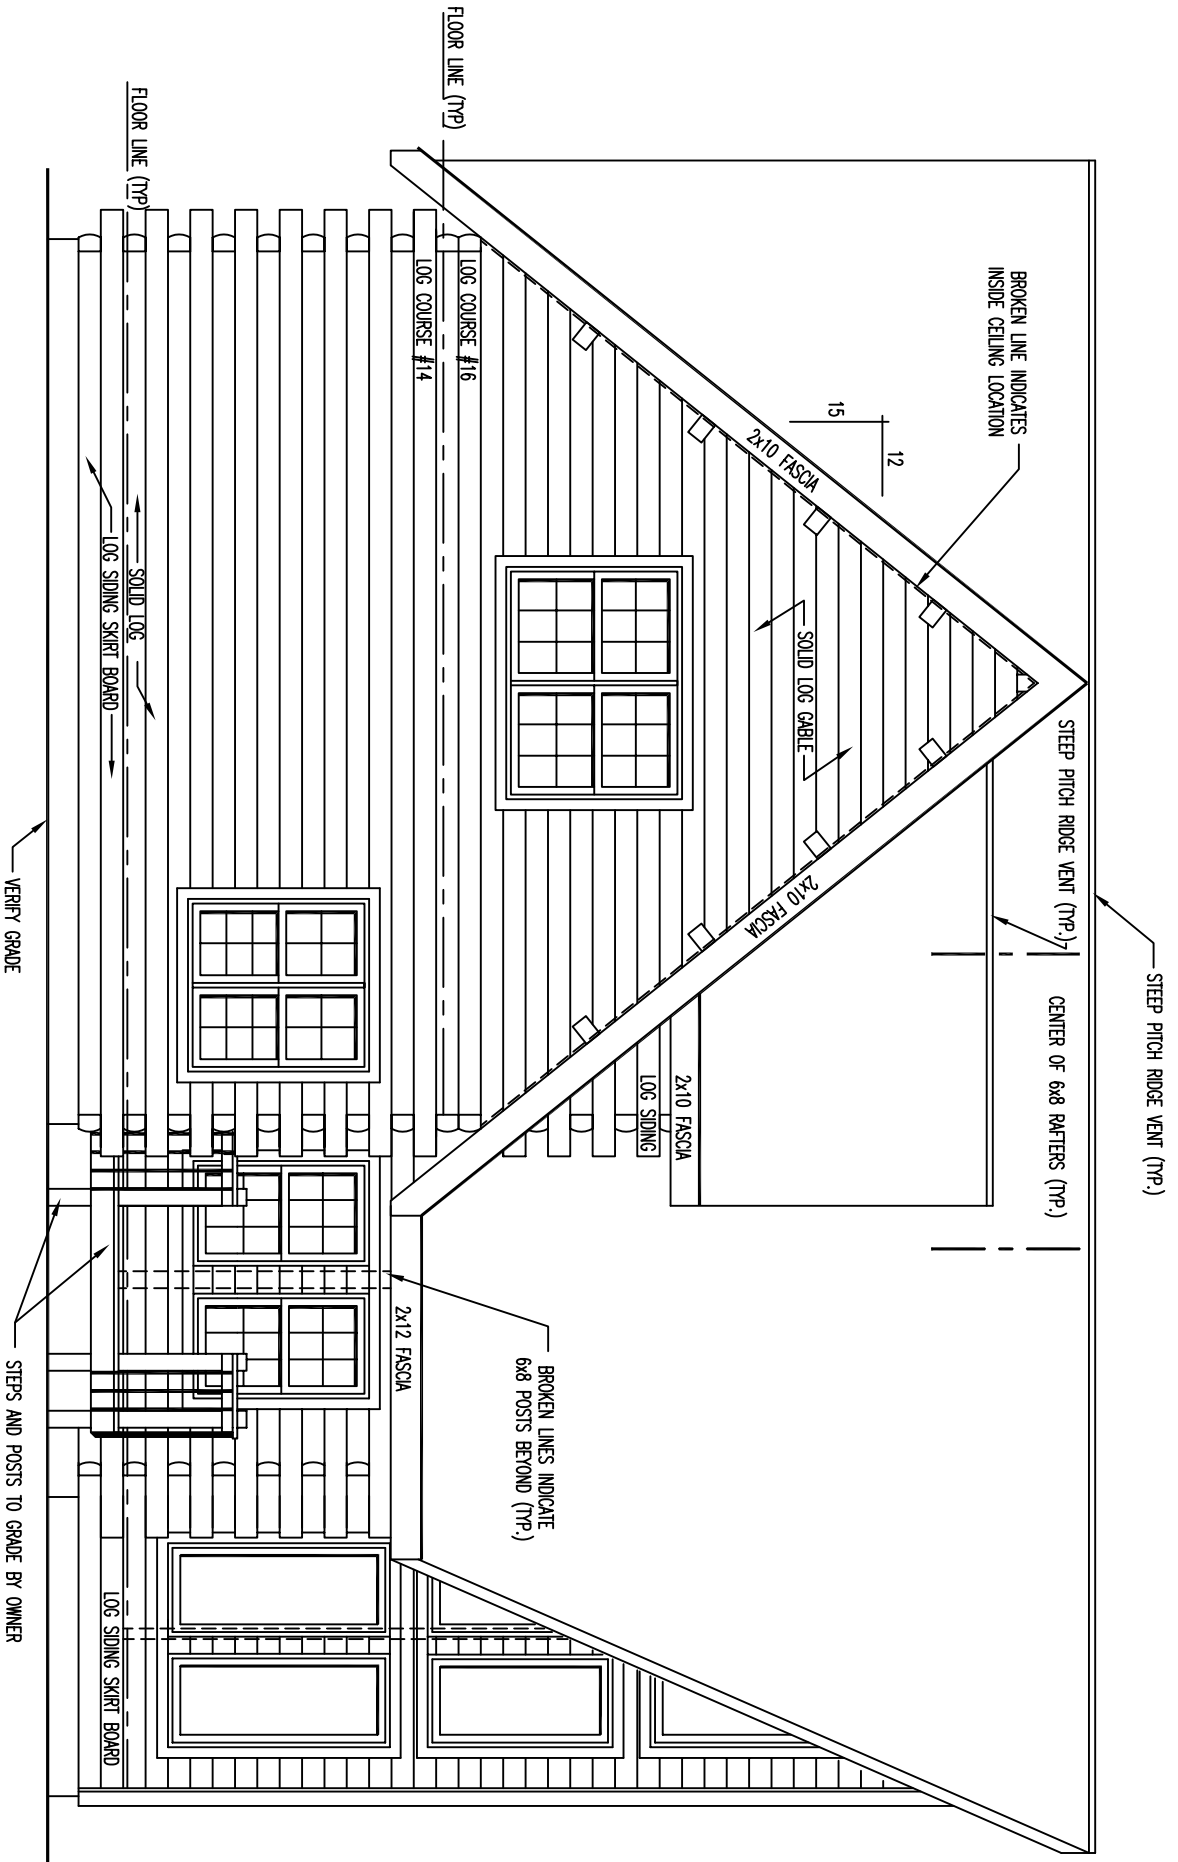 STEEP PITCH RIDGE VENT (TYP.)
STEEP PITCH RIDGE VENT (TYP.)
CENTER OF 6x8 RAFTERS (TYP.)
BROKEN LINE INDICATES
INSIDE CEILING LOCATION
12
15
2x10 FASCIA
2x10 FASCIA
SOLID LOG GABLE
2x10 FASCIA
LOG SIDING
BROKEN LINES INDICATE
6x8 POSTS BEYOND (TYP.)
FLOOR LINE (TYP)
LOG COURSE #16
LOG COURSE #14
2x12 FASCIA
FLOOR LINE (TYP)
SOLID LOG
LOG SIDING SKIRT BOARD
LOG SIDING SKIRT BOARD
VERIFY GRADE
STEPS AND POSTS TO GRADE BY OWNER